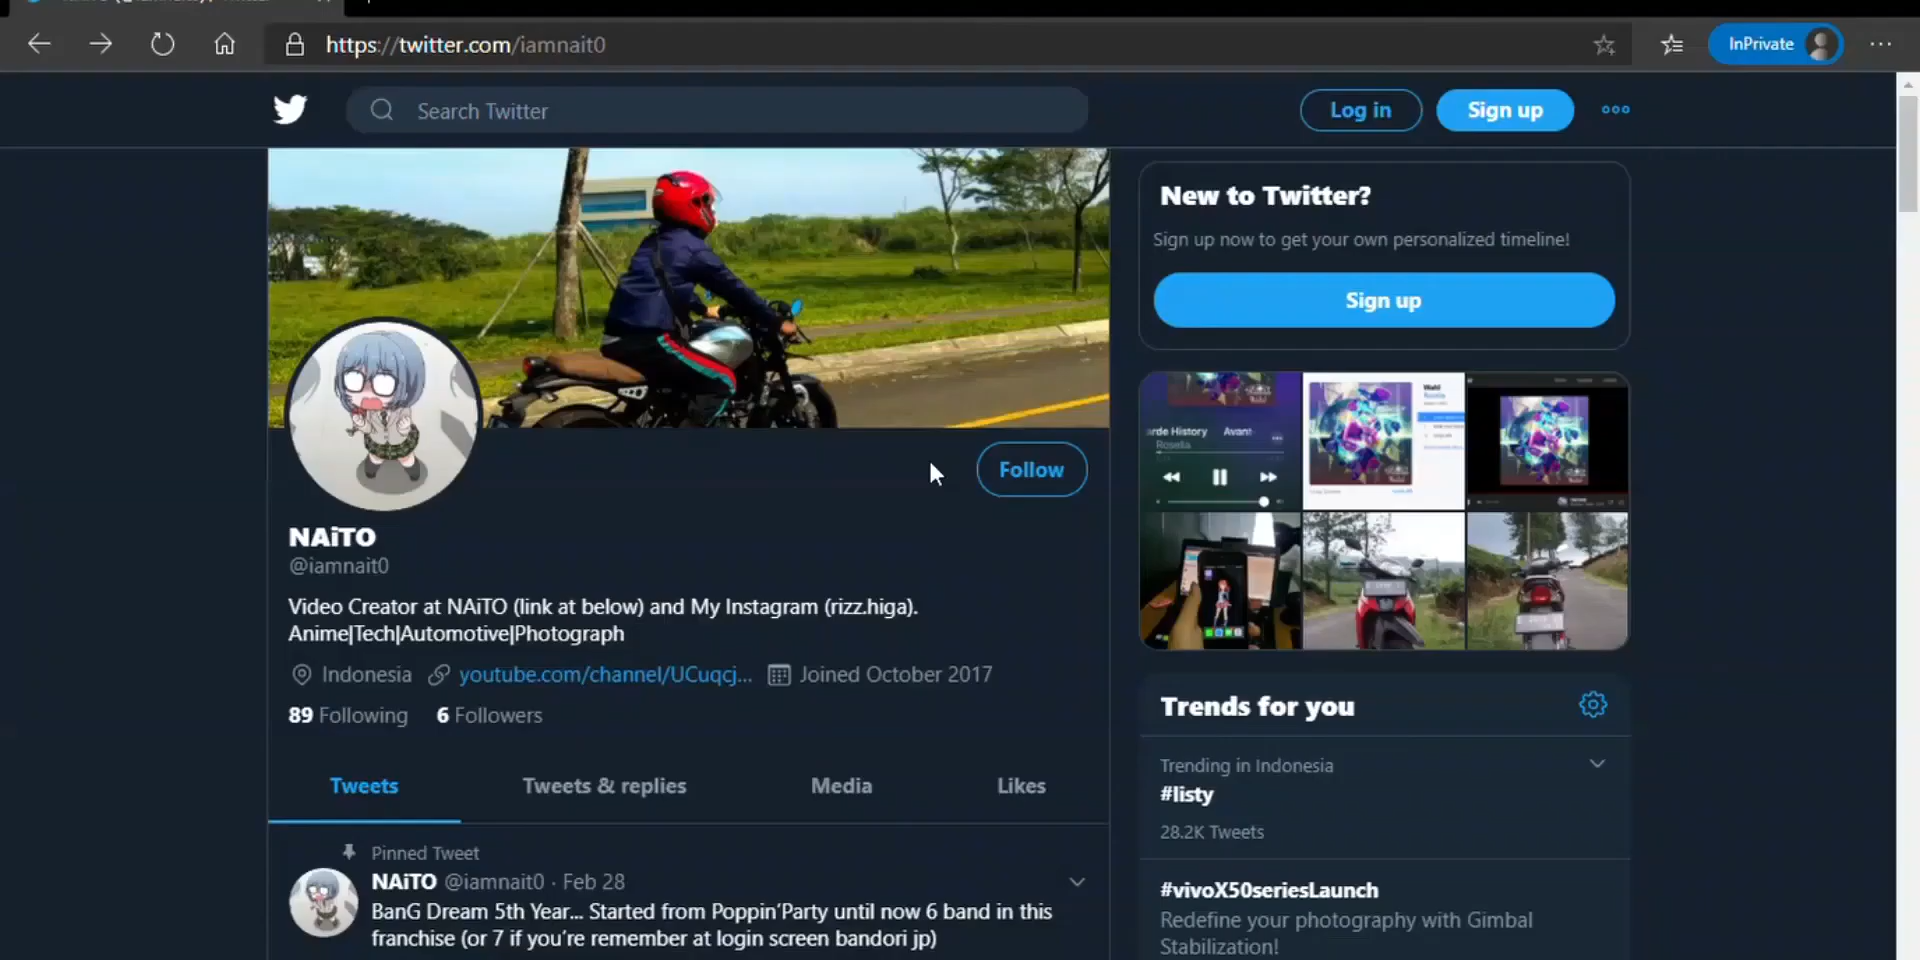 https://twitter.com/iamnait0
InPrivate
Search Twitter
Log in
Sign up
New to Twitter?
Sign up now to get your own personalized timeline!
Sign up
Follow
NAiTO
@iamnait0
Video Creator at NAiTO (link at below) and My Instagram (rizz.higa).
Anime|Tech|Automotive|Photograph
Indonesia youtube.com/channel/UCuqcj... Joined October 2017
89 Following 6 Followers
Tweets Tweets & replies Media Likes
Pinned Tweet
NAiTO @iamnait0 · Feb 28
BanG Dream 5th Year... Started from Poppin'Party until now 6 band in this
franchise (or 7 if you're remember at login screen bandori jp)
arde History Avant
Roselia
Wahl
Roselia
Trends for you
Trending in Indonesia
#listy
28.2K Tweets
#vivoX50seriesLaunch
Redefine your photography with Gimbal
Stabilization!